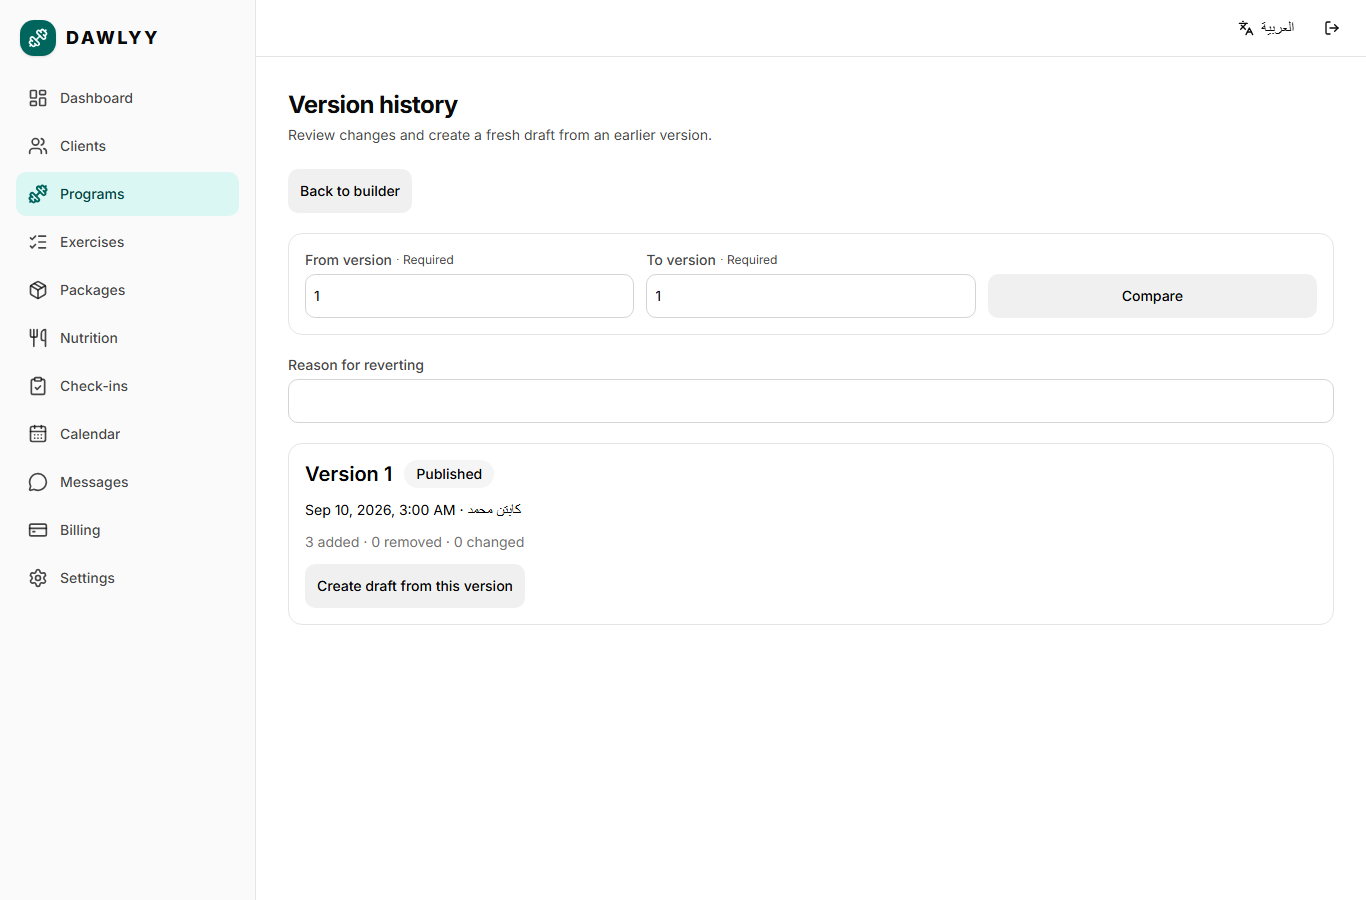 DAWLYY
العربية
Dashboard
Clients
Programs
Exercises
Packages
Nutrition
Check-ins
Calendar
Messages
Billing
Settings
Version history
Review changes and create a fresh draft from an earlier version.
Back to builder
From version · Required
To version · Required
1
1
Compare
Reason for reverting
Version 1 Published
Sep 10, 2026, 3:00 AM · كابتن محمد
3 added · 0 removed · 0 changed
Create draft from this version